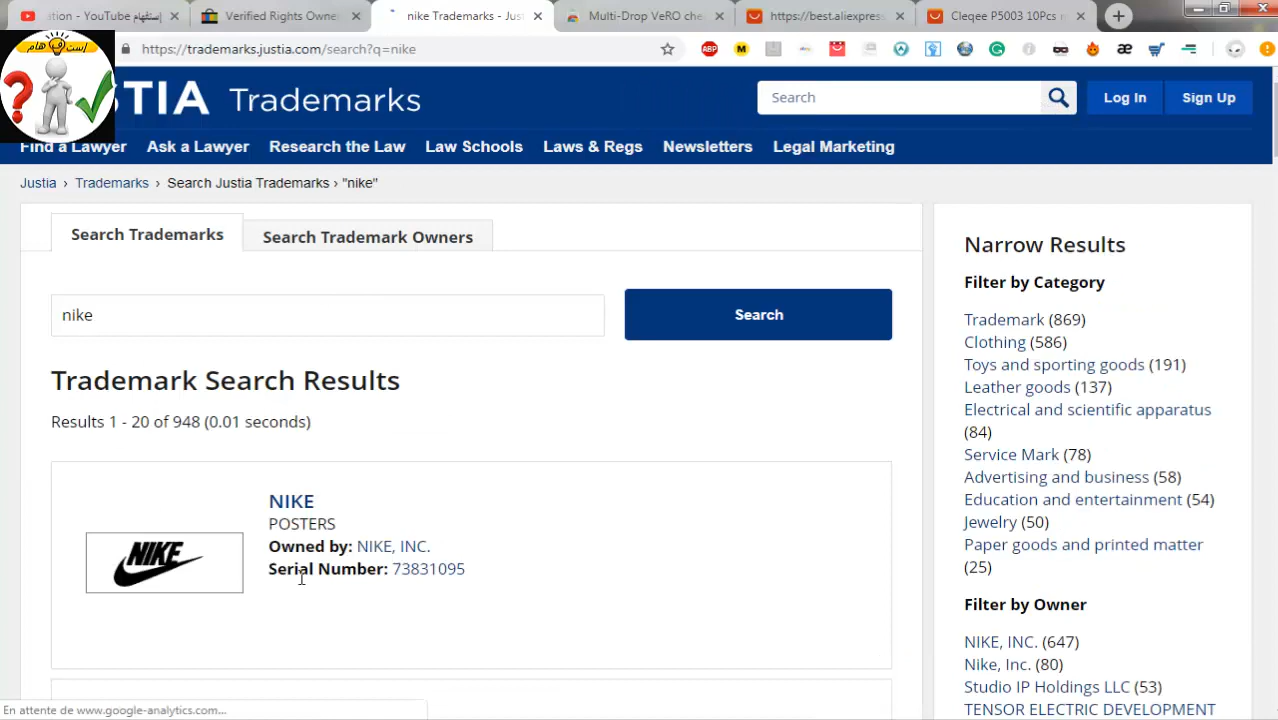 ation - YouTube إستفهام
Verified Rights Owne
nike Trademarks - Just
Multi-Drop VeRO che
https://best.aliexpres
Cleqee P5003 10Pcs
https://trademarks.justia.com/search?q=nike
ABP
M
æ
إستفهام
STIA Trademarks
Search
Log In
Sign Up
Find a Lawyer
Ask a Lawyer
Research the Law
Law Schools
Laws & Regs
Newsletters
Legal Marketing
Justia › Trademarks › Search Justia Trademarks › "nike"
Search Trademarks
Search Trademark Owners
nike
Search
Trademark Search Results
Results 1 - 20 of 948 (0.01 seconds)
NIKE
NIKE
POSTERS
Owned by: NIKE, INC.
Serial Number: 73831095
Narrow Results
Filter by Category
Trademark (869)
Clothing (586)
Toys and sporting goods (191)
Leather goods (137)
Electrical and scientific apparatus
(84)
Service Mark (78)
Advertising and business (58)
Education and entertainment (54)
Jewelry (50)
Paper goods and printed matter
(25)
Filter by Owner
NIKE, INC. (647)
Nike, Inc. (80)
Studio IP Holdings LLC (53)
TENSOR ELECTRIC DEVELOPMENT
En attente de www.google-analytics.com...